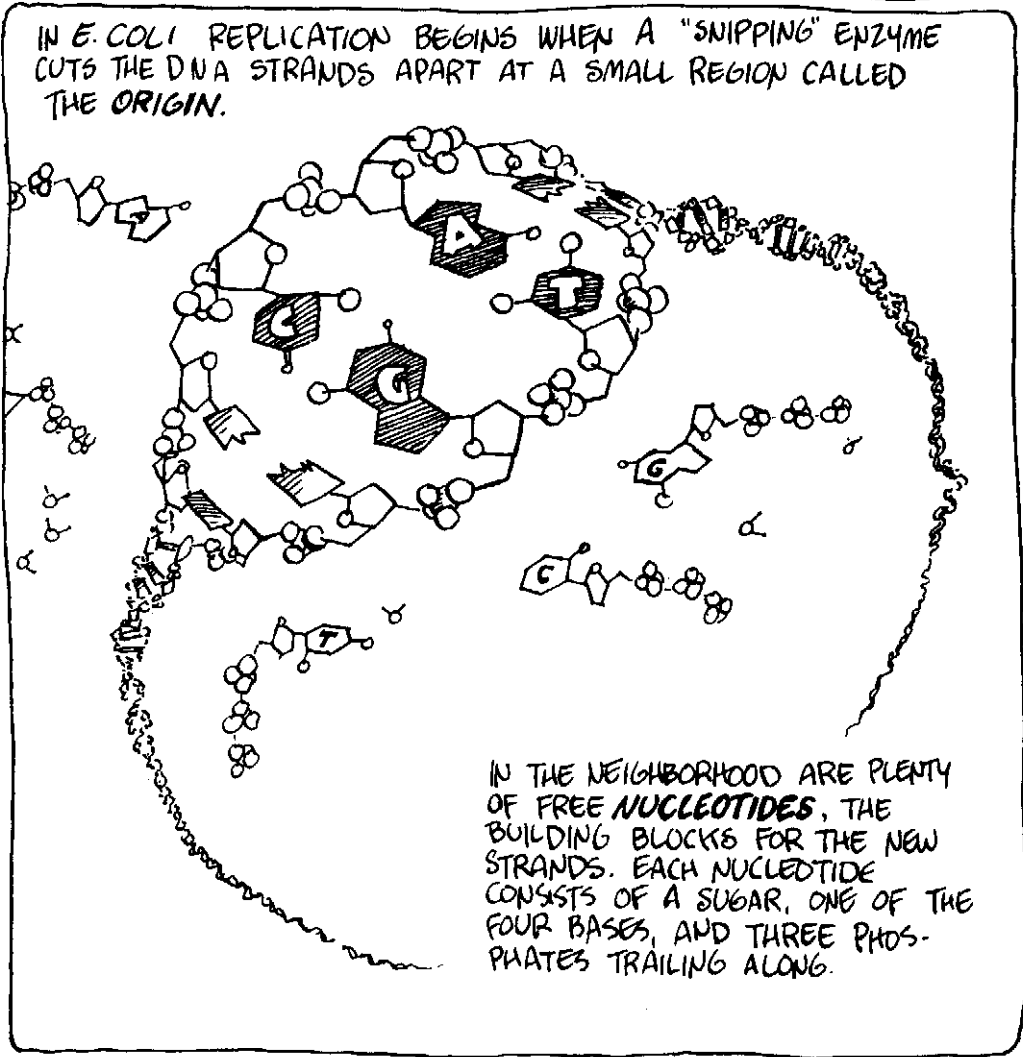 IN E. COLI REPLICATION BEGINS WHEN A "SNIPPING" ENZYME
CUTS THE DNA STRANDS APART AT A SMALL REGION CALLED
THE ORIGIN.
A
T
C
G
G
C
T
IN THE NEIGHBORHOOD ARE PLENTY
OF FREE NUCLEOTIDES, THE
BUILDING BLOCKS FOR THE NEW
STRANDS. EACH NUCLEOTIDE
CONSISTS OF A SUGAR, ONE OF THE
FOUR BASES, AND THREE PHOS-
PHATES TRAILING ALONG.